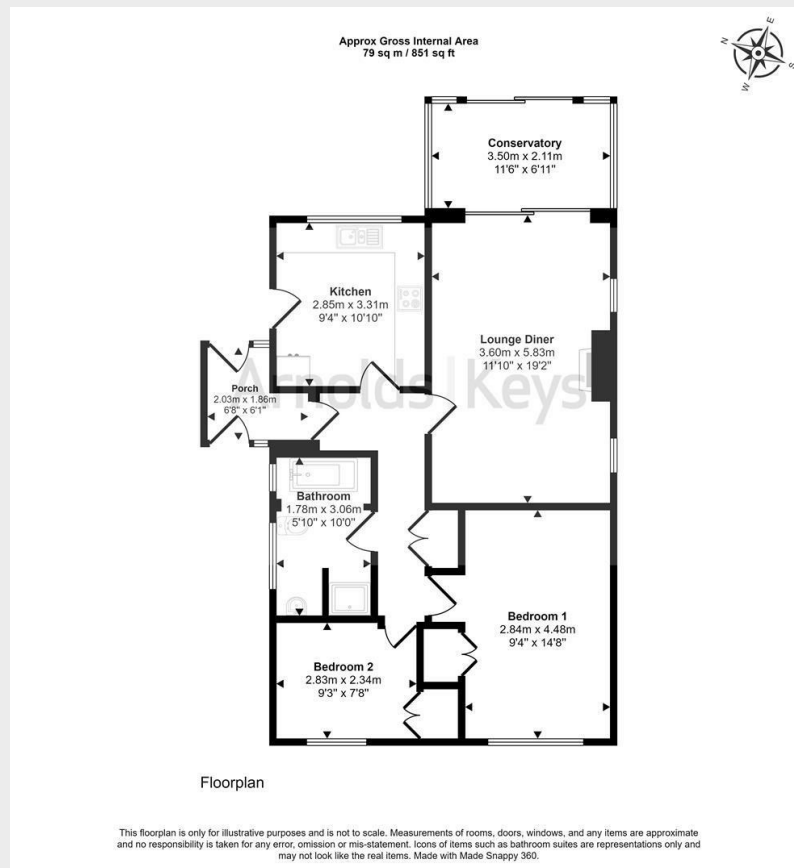 Approx Gross Internal Area
79 sq m / 851 sq ft
N
E
S
W
Conservatory
3.50m x 2.11m
11'6" x 6'11"
Kitchen
2.85m x 3.31m
9'4" x 10'10"
Lounge Diner
3.60m x 5.83m
11'10" x 19'2"
Porch
2.03m x 1.86m
6'8" x 6'1"
Arnolds | Keys
Bathroom
1.78m x 3.06m
5'10" x 10'0"
Bedroom 1
2.84m x 4.48m
9'4" x 14'8"
Bedroom 2
2.83m x 2.34m
9'3" x 7'8"
Floorplan
This floorplan is only for illustrative purposes and is not to scale. Measurements of rooms, doors, windows, and any items are approximate
and no responsibility is taken for any error, omission or mis-statement. Icons of items such as bathroom suites are representations only and
may not look like the real items. Made with Made Snappy 360.